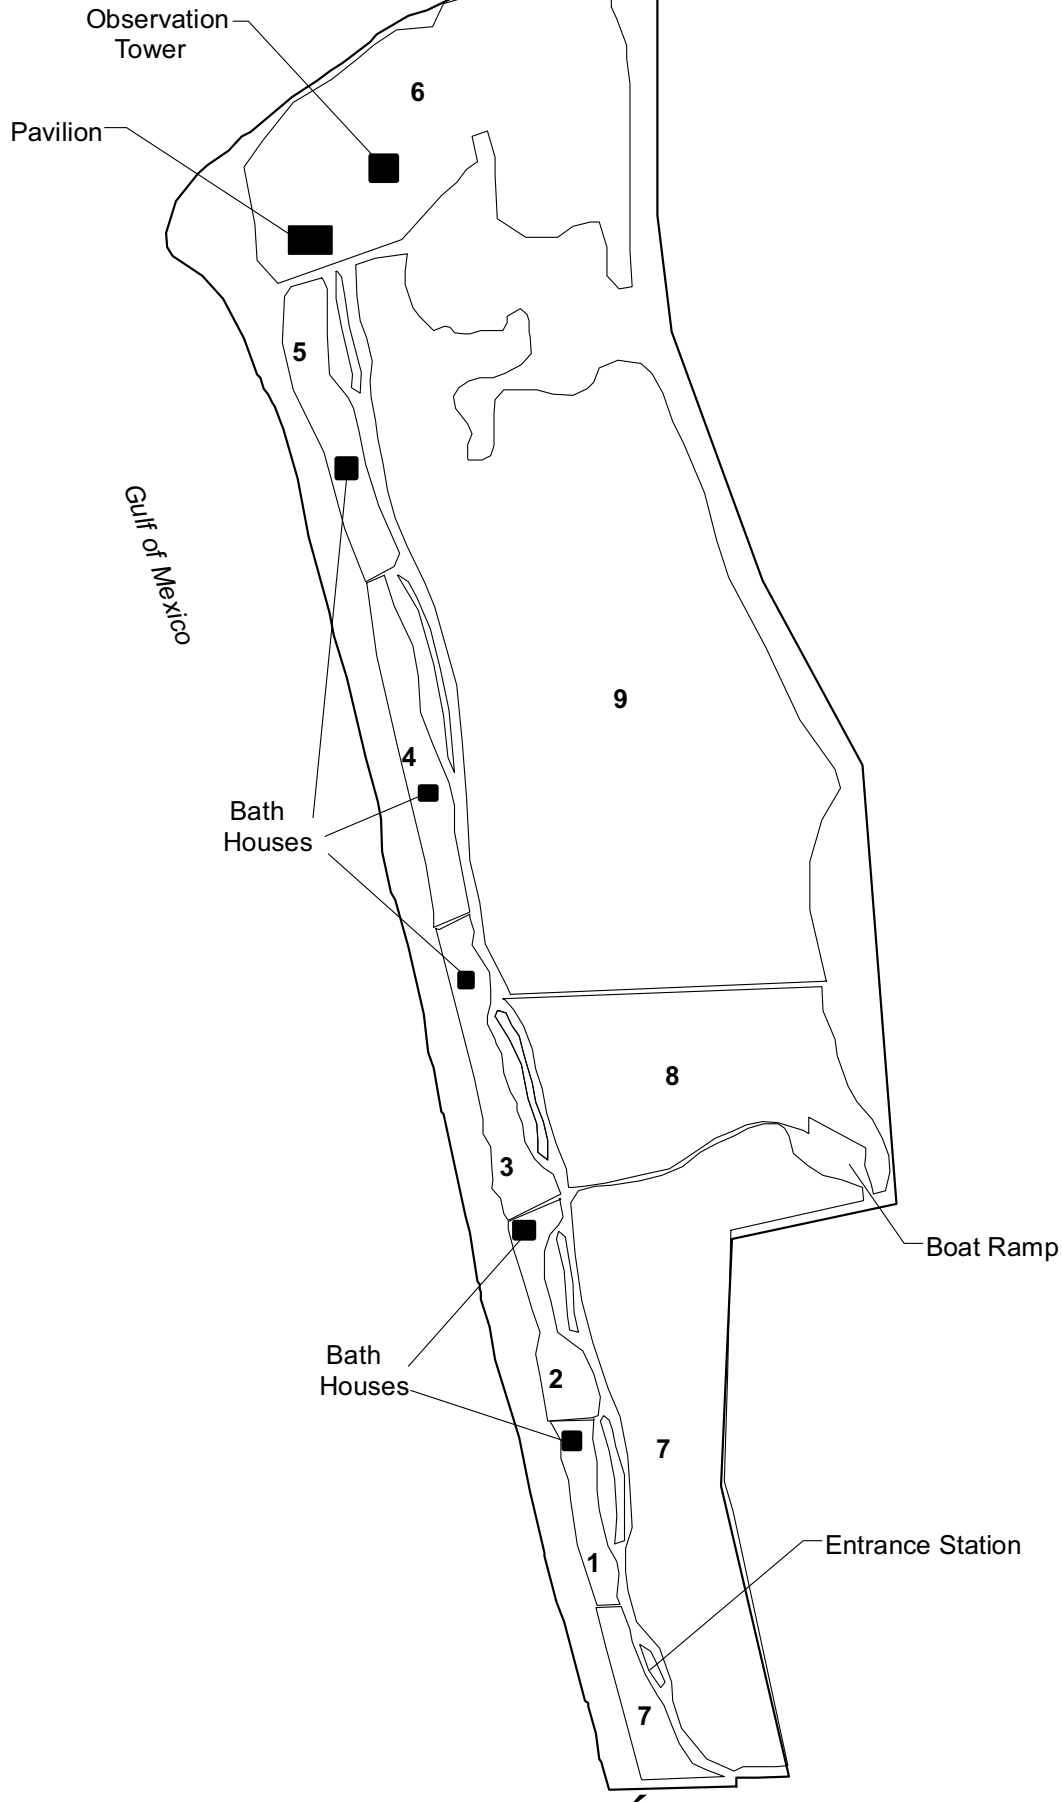 Observation
Tower
6
Pavilion
5
Gulf of Mexico
9
4
Bath
Houses
8
3
Boat Ramp
Bath
Houses
2
7
Entrance Station
1
7